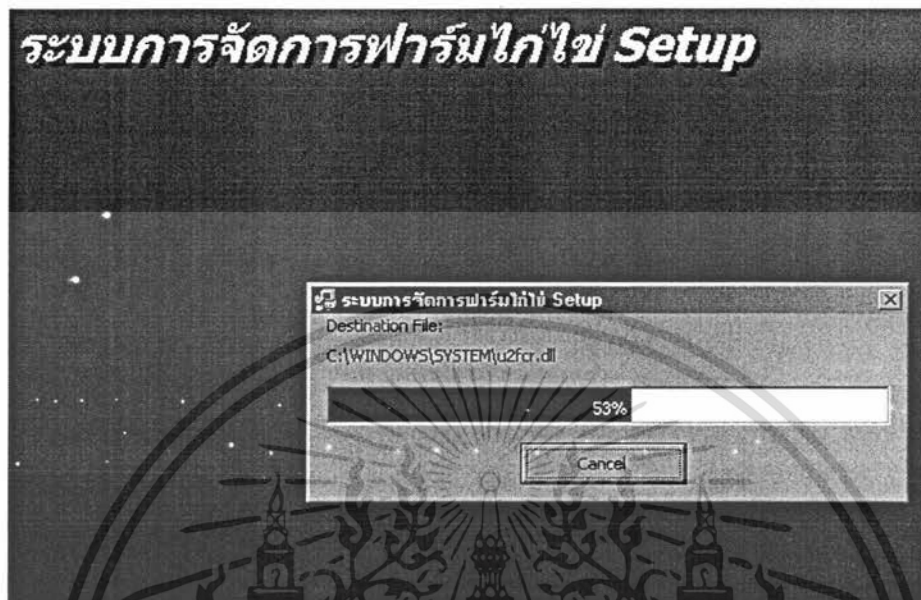 ระบบการจัดการฟาร์มไก่ไข่ Setup
ระบบการจัดการฟาร์มไก่ไข่ Setup
Destination File:
C:\WINDOWS\SYSTEM\u2fcr.dll
53%
Cancel